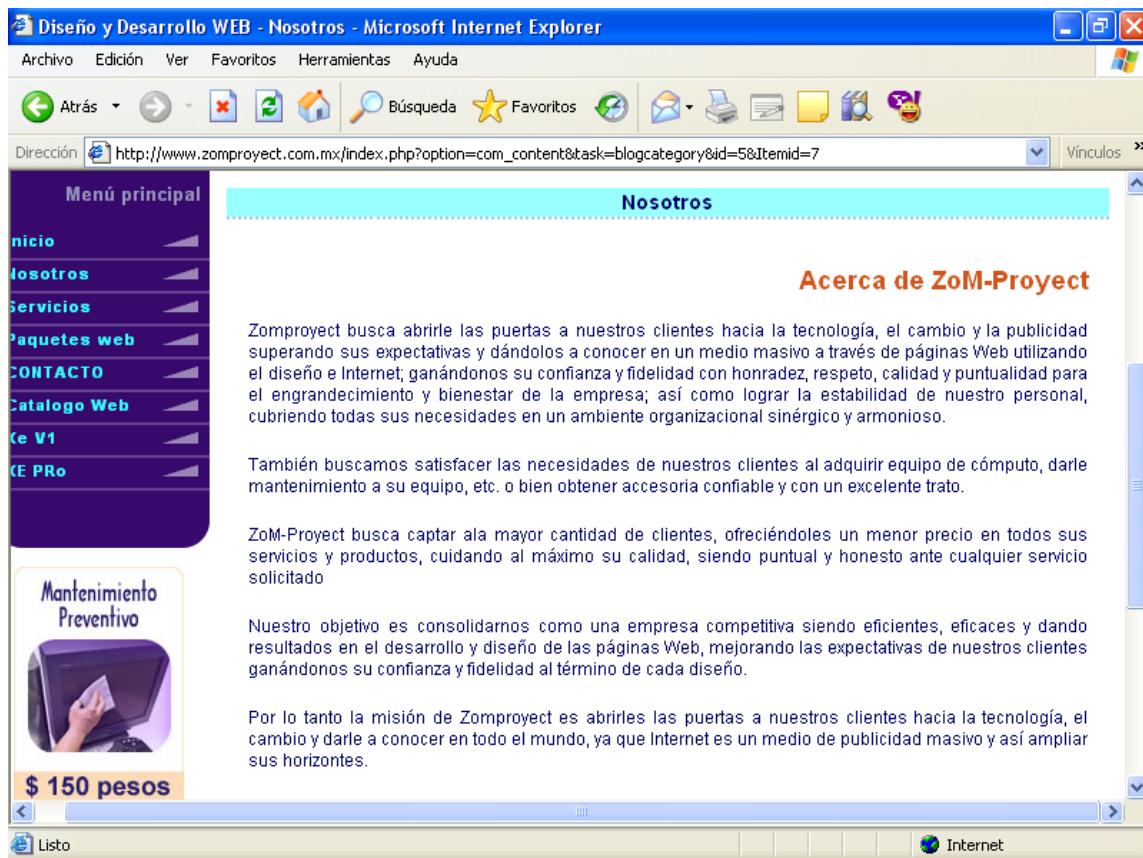 Diseño y Desarrollo WEB - Nosotros - Microsoft Internet Explorer
Archivo Edición Ver Favoritos Herramientas Ayuda
Atrás Búsqueda Favoritos
Dirección http://www.zomproyect.com.mx/index.php?option=com_content&task=blogcategory&id=5&Itemid=7 Vínculos »
Menú principal
nicio
Nosotros
Servicios
Paquetes web
CONTACTO
Catalogo Web
Ke V1
KE PRo
Mantenimiento
Preventivo
$ 150 pesos
Nosotros
Acerca de ZoM-Proyect
Zomproyect busca abrirle las puertas a nuestros clientes hacia la tecnología, el cambio y la publicidad
superando sus expectativas y dándolos a conocer en un medio masivo a través de páginas Web utilizando
el diseño e Internet; ganándonos su confianza y fidelidad con honradez, respeto, calidad y puntualidad para
el engrandecimiento y bienestar de la empresa; así como lograr la estabilidad de nuestro personal,
cubriendo todas sus necesidades en un ambiente organizacional sinérgico y armonioso.
También buscamos satisfacer las necesidades de nuestros clientes al adquirir equipo de cómputo, darle
mantenimiento a su equipo, etc. o bien obtener accesoria confiable y con un excelente trato.
ZoM-Proyect busca captar ala mayor cantidad de clientes, ofreciéndoles un menor precio en todos sus
servicios y productos, cuidando al máximo su calidad, siendo puntual y honesto ante cualquier servicio
solicitado
Nuestro objetivo es consolidarnos como una empresa competitiva siendo eficientes, eficaces y dando
resultados en el desarrollo y diseño de las páginas Web, mejorando las expectativas de nuestros clientes
ganándonos su confianza y fidelidad al término de cada diseño.
Por lo tanto la misión de Zomproyect es abrirles las puertas a nuestros clientes hacia la tecnología, el
cambio y darle a conocer en todo el mundo, ya que Internet es un medio de publicidad masivo y así ampliar
sus horizontes.
Listo Internet